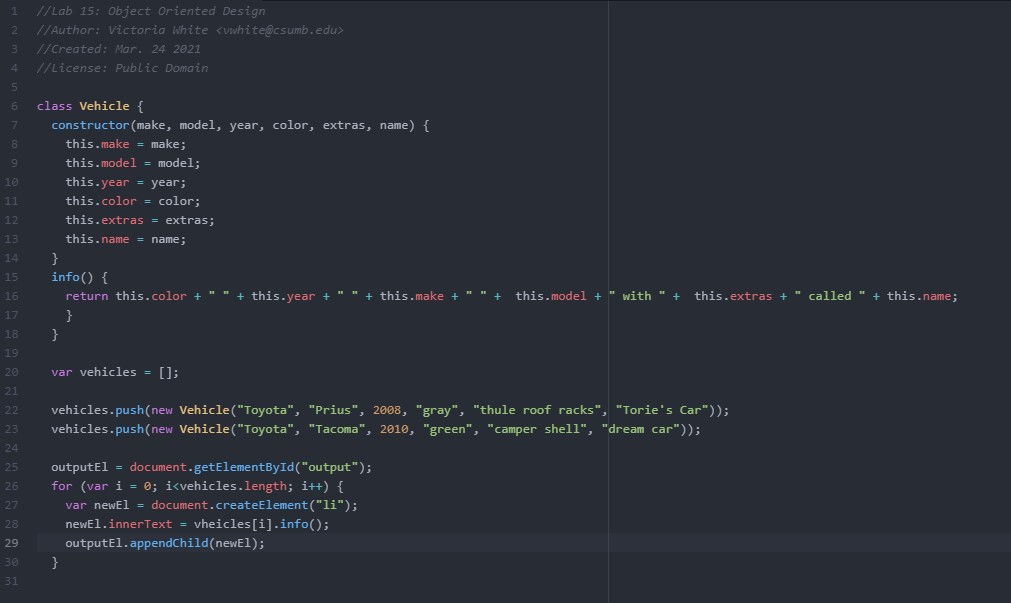 1 //Lab 15: Object Oriented Design
2 //Author: Victoria White <vwhite@csumb.edu>
3 //Created: Mar. 24 2021
4 //License: Public Domain
5
6 class Vehicle {
7   constructor(make, model, year, color, extras, name) {
8     this.make = make;
9     this.model = model;
10     this.year = year;
11     this.color = color;
12     this.extras = extras;
13     this.name = name;
14   }
15   info() {
16     return this.color + " " + this.year + " " + this.make + " " +  this.model + " with " +  this.extras + " called " + this.name;
17     }
18   }
19
20   var vehicles = [];
21
22   vehicles.push(new Vehicle("Toyota", "Prius", 2008, "gray", "thule roof racks", "Torie's Car"));
23   vehicles.push(new Vehicle("Toyota", "Tacoma", 2010, "green", "camper shell", "dream car"));
24
25   outputEl = document.getElementById("output");
26   for (var i = 0; i<vehicles.length; i++) {
27     var newEl = document.createElement("li");
28     newEl.innerText = vheicles[i].info();
29     outputEl.appendChild(newEl);
30   }
31